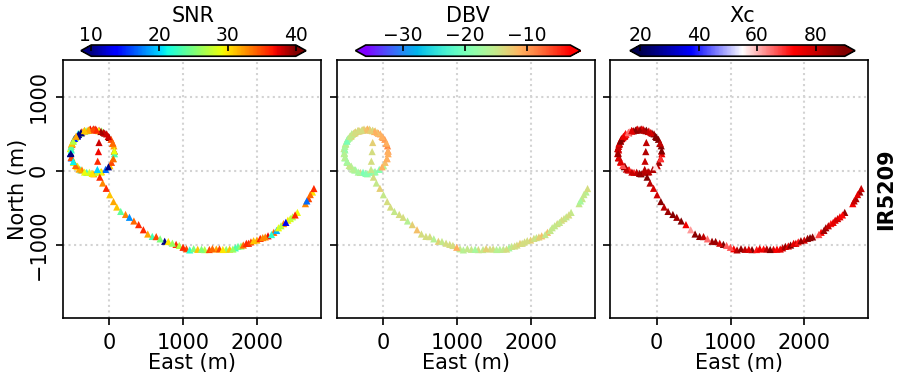 SNR DBV Xc
10 20 30 40 −30 −20 −10 20 40 60 80
1000
0
−1000
North (m)
IR5209
0 1000 2000 0 1000 2000 0 1000 2000
East (m) East (m) East (m)